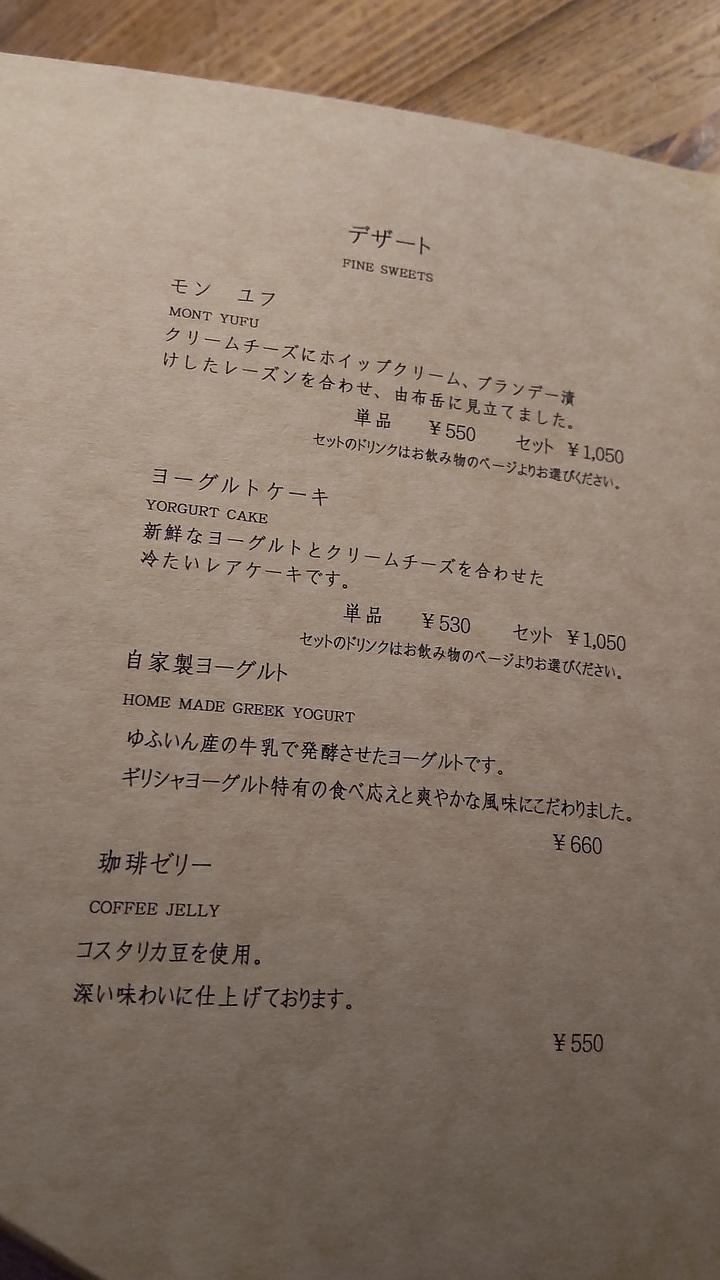 デザート
FINE SWEETS
モン ユフ
MONT YUFU
クリームチーズにホイップクリーム、ブランデー漬
けしたレーズンを合わせ、由布岳に見立てました。
単品 ￥550 セット ￥1,050
セットのドリンクはお飲み物のページよりお選びください。
ヨーグルトケーキ
YORGURT CAKE
新鮮なヨーグルトとクリームチーズを合わせた
冷たいレアケーキです。
単品 ￥530 セット ￥1,050
セットのドリンクはお飲み物のページよりお選びください。
自家製ヨーグルト
HOME MADE GREEK YOGURT
ゆふいん産の牛乳で発酵させたヨーグルトです。
ギリシャヨーグルト特有の食べ応えと爽やかな風味にこだわりました。
￥660
珈琲ゼリー
COFFEE JELLY
コスタリカ豆を使用。
深い味わいに仕上げております。
￥550